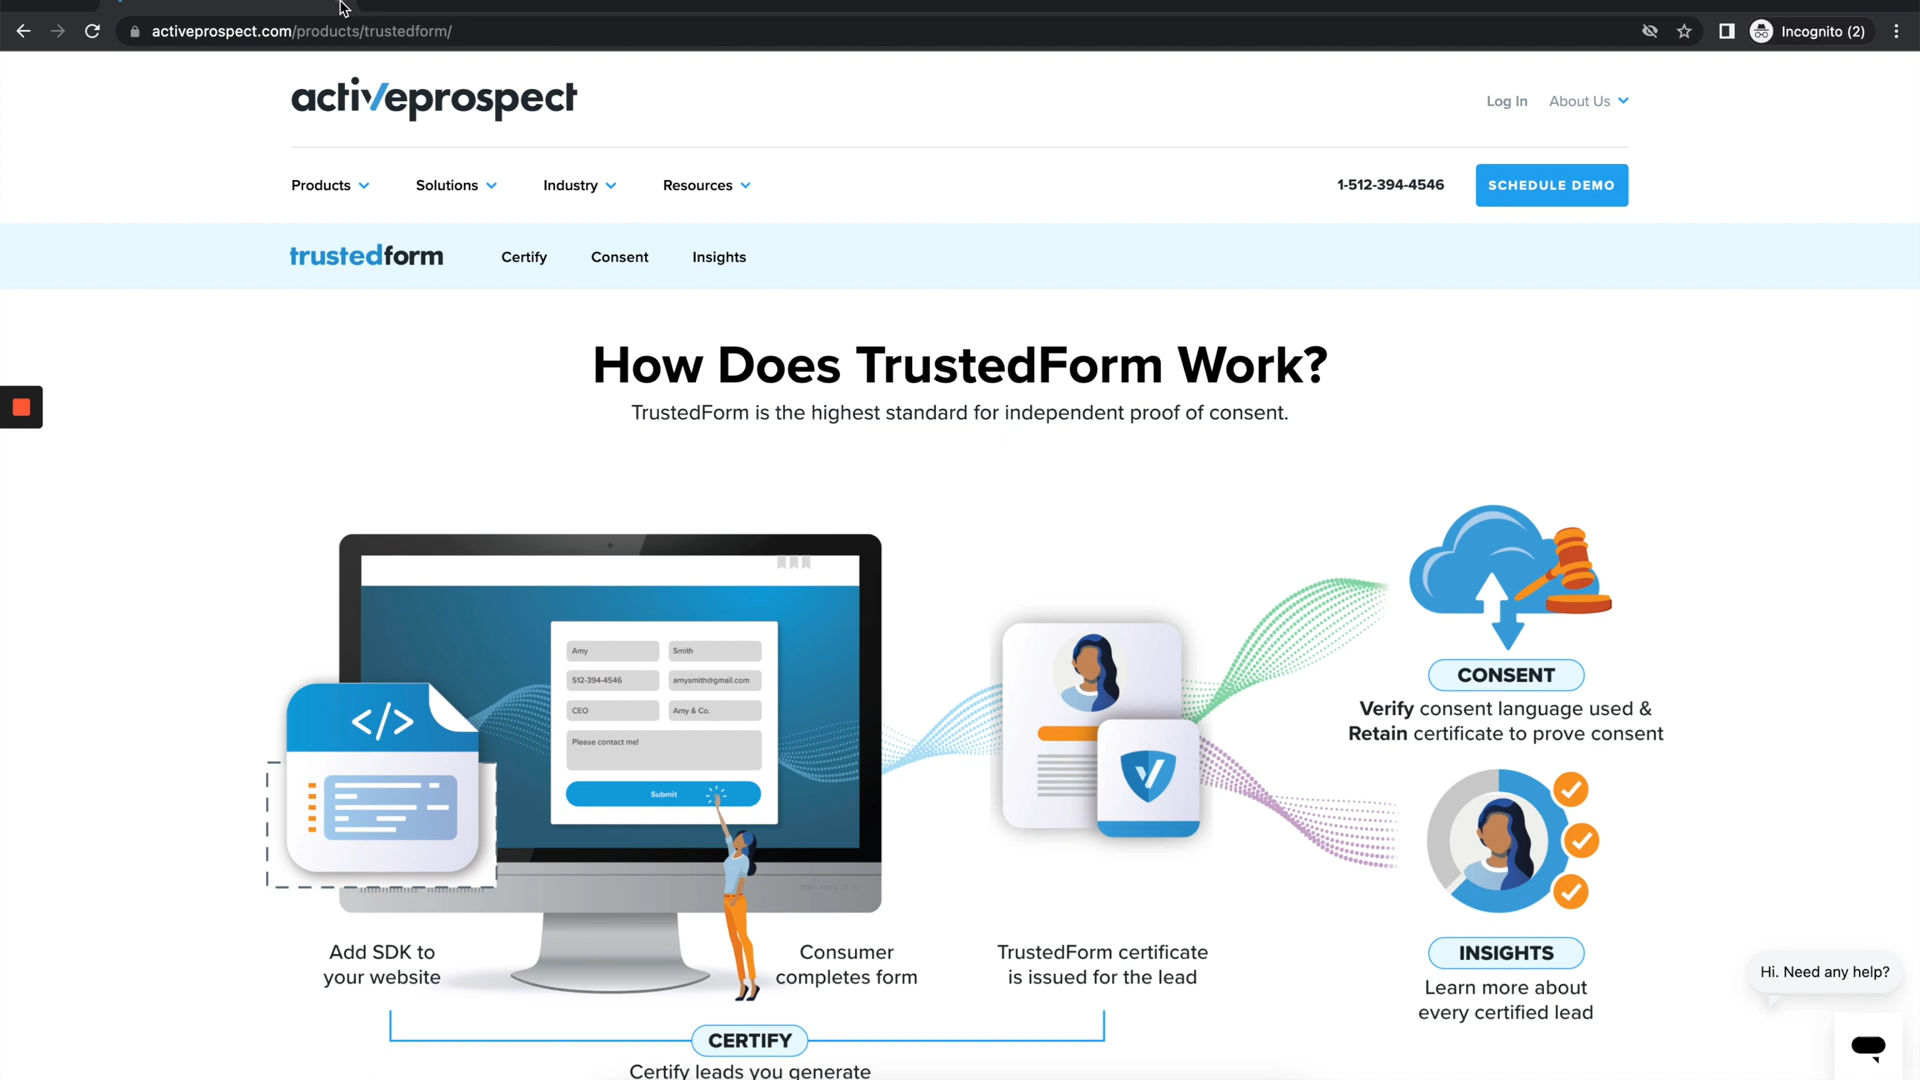 activeprospect.com/products/trustedform/
Incognito (2)
activeprospect
Log In
About Us
Products
Solutions
Industry
Resources
1-512-394-4546
SCHEDULE DEMO
trustedform
Certify
Consent
Insights
How Does TrustedForm Work?
TrustedForm is the highest standard for independent proof of consent.
Amy
Smith
512-394-4546
amysmith@gmail.com
CEO
Amy & Co.
Please contact me!
Submit
</>
Add SDK to
your website
Consumer
completes form
TrustedForm certificate
is issued for the lead
CERTIFY
Certify leads you generate
CONSENT
Verify consent language used &
Retain certificate to prove consent
INSIGHTS
Learn more about
every certified lead
Hi. Need any help?